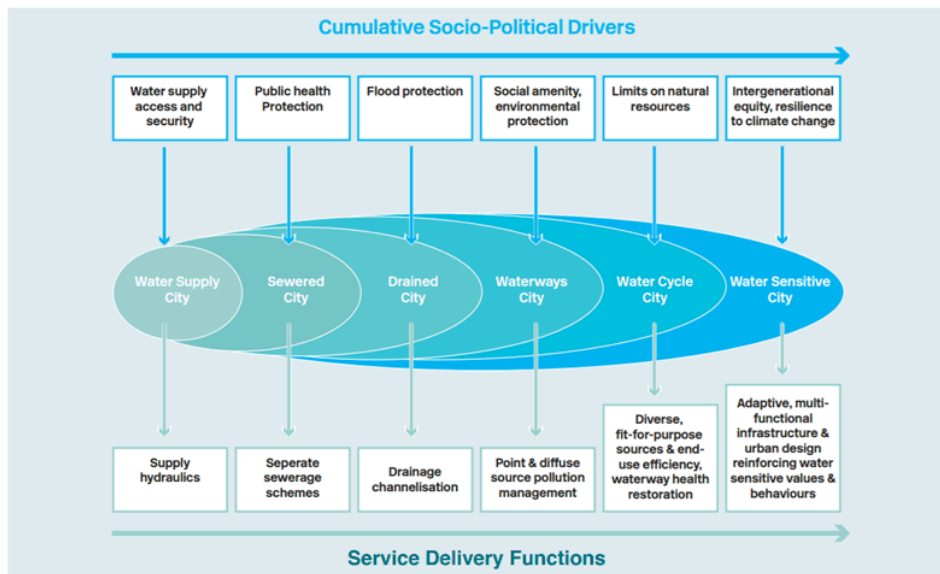 Cumulative Socio-Political Drivers
Water supply
access and
security
Public health
Protection
Flood protection
Social amenity,
environmental
protection
Limits on natural
resources
Intergenerational
equity, resilience
to climate change
Water Supply
City
Sewered
City
Drained
City
Waterways
City
Water Cycle
City
Water Sensitive
City
Supply
hydraulics
Seperate
sewerage
schemes
Drainage
channelisation
Point & diffuse
source pollution
management
Diverse,
fit-for-purpose
sources & end-
use efficiency,
waterway health
restoration
Adaptive, multi-
functional
infrastructure &
urban design
reinforcing water
sensitive values &
behaviours
Service Delivery Functions